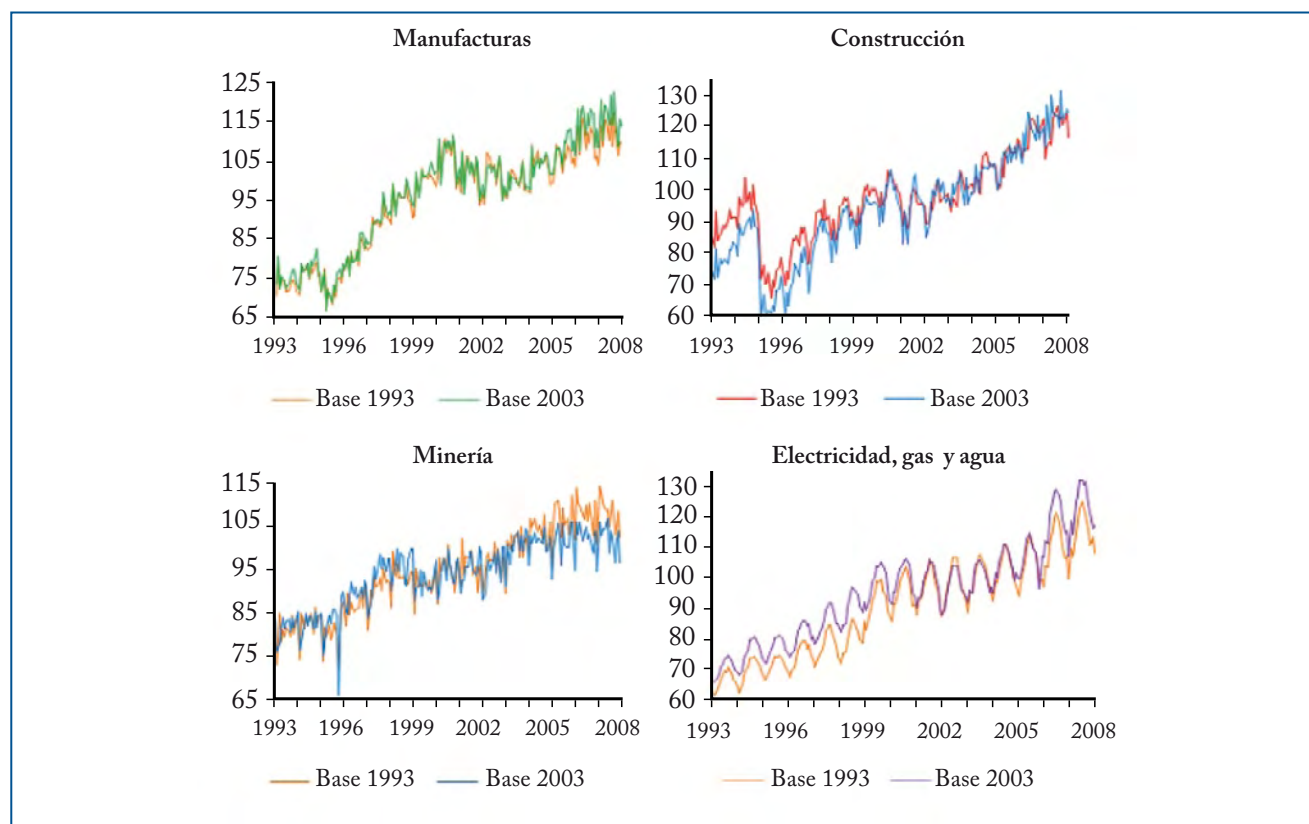 Manufacturas
125
115
105
95
85
75
65
1993 1996 1999 2002 2005 2008
Base 1993 Base 2003
Construcción
130
120
110
100
90
80
70
60
1993 1996 1999 2002 2005 2008
Base 1993 Base 2003
Minería
115
105
95
85
75
65
1993 1996 1999 2002 2005 2008
Base 1993 Base 2003
Electricidad, gas y agua
130
120
110
100
90
80
70
60
1993 1996 1999 2002 2005 2008
Base 1993 Base 2003